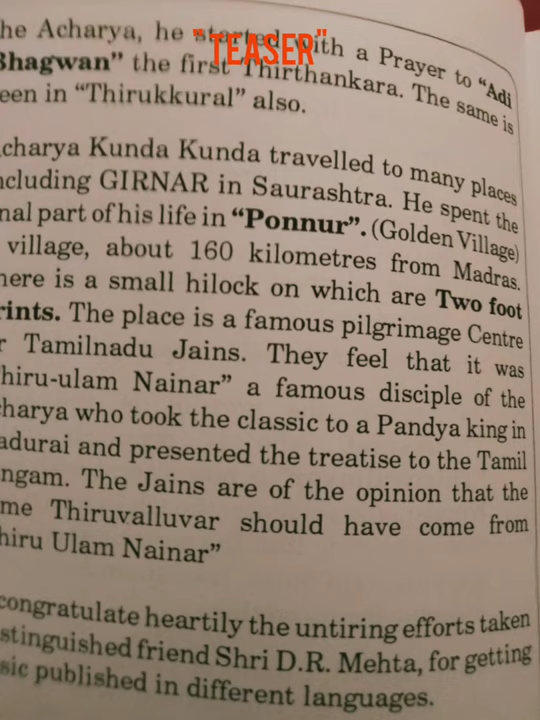 "TEASER"
he Acharya, he started with a Prayer to “Adi
Bhagwan” the first Thirthankara. The same is
een in “Thirukkural” also.
charya Kunda Kunda travelled to many places
ncluding GIRNAR in Saurashtra. He spent the
nal part of his life in “Ponnur”. (Golden Village)
village, about 160 kilometres from Madras.
here is a small hilock on which are Two foot
rints. The place is a famous pilgrimage Centre
r Tamilnadu Jains. They feel that it was
hiru-ulam Nainar” a famous disciple of the
charya who took the classic to a Pandya king in
adurai and presented the treatise to the Tamil
ngam. The Jains are of the opinion that the
me Thiruvalluvar should have come from
hiru Ulam Nainar”
congratulate heartily the untiring efforts taken
stinguished friend Shri D.R. Mehta, for getting
sic published in different languages.